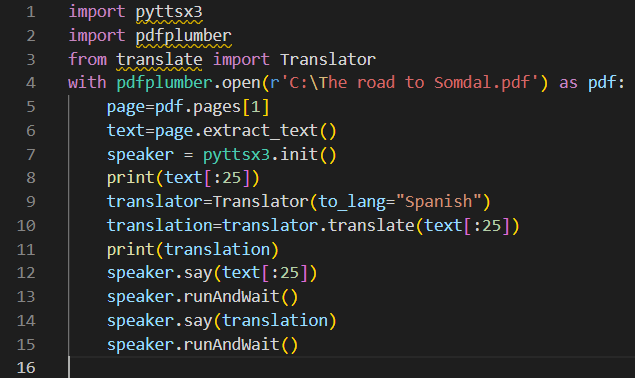 1 import pyttsx3
2 import pdfplumber
3 from translate import Translator
4 with pdfplumber.open(r'C:\The road to Somdal.pdf') as pdf:
5     page=pdf.pages[1]
6     text=page.extract_text()
7     speaker = pyttsx3.init()
8     print(text[:25])
9     translator=Translator(to_lang="Spanish")
10     translation=translator.translate(text[:25])
11     print(translation)
12     speaker.say(text[:25])
13     speaker.runAndWait()
14     speaker.say(translation)
15     speaker.runAndWait()
16